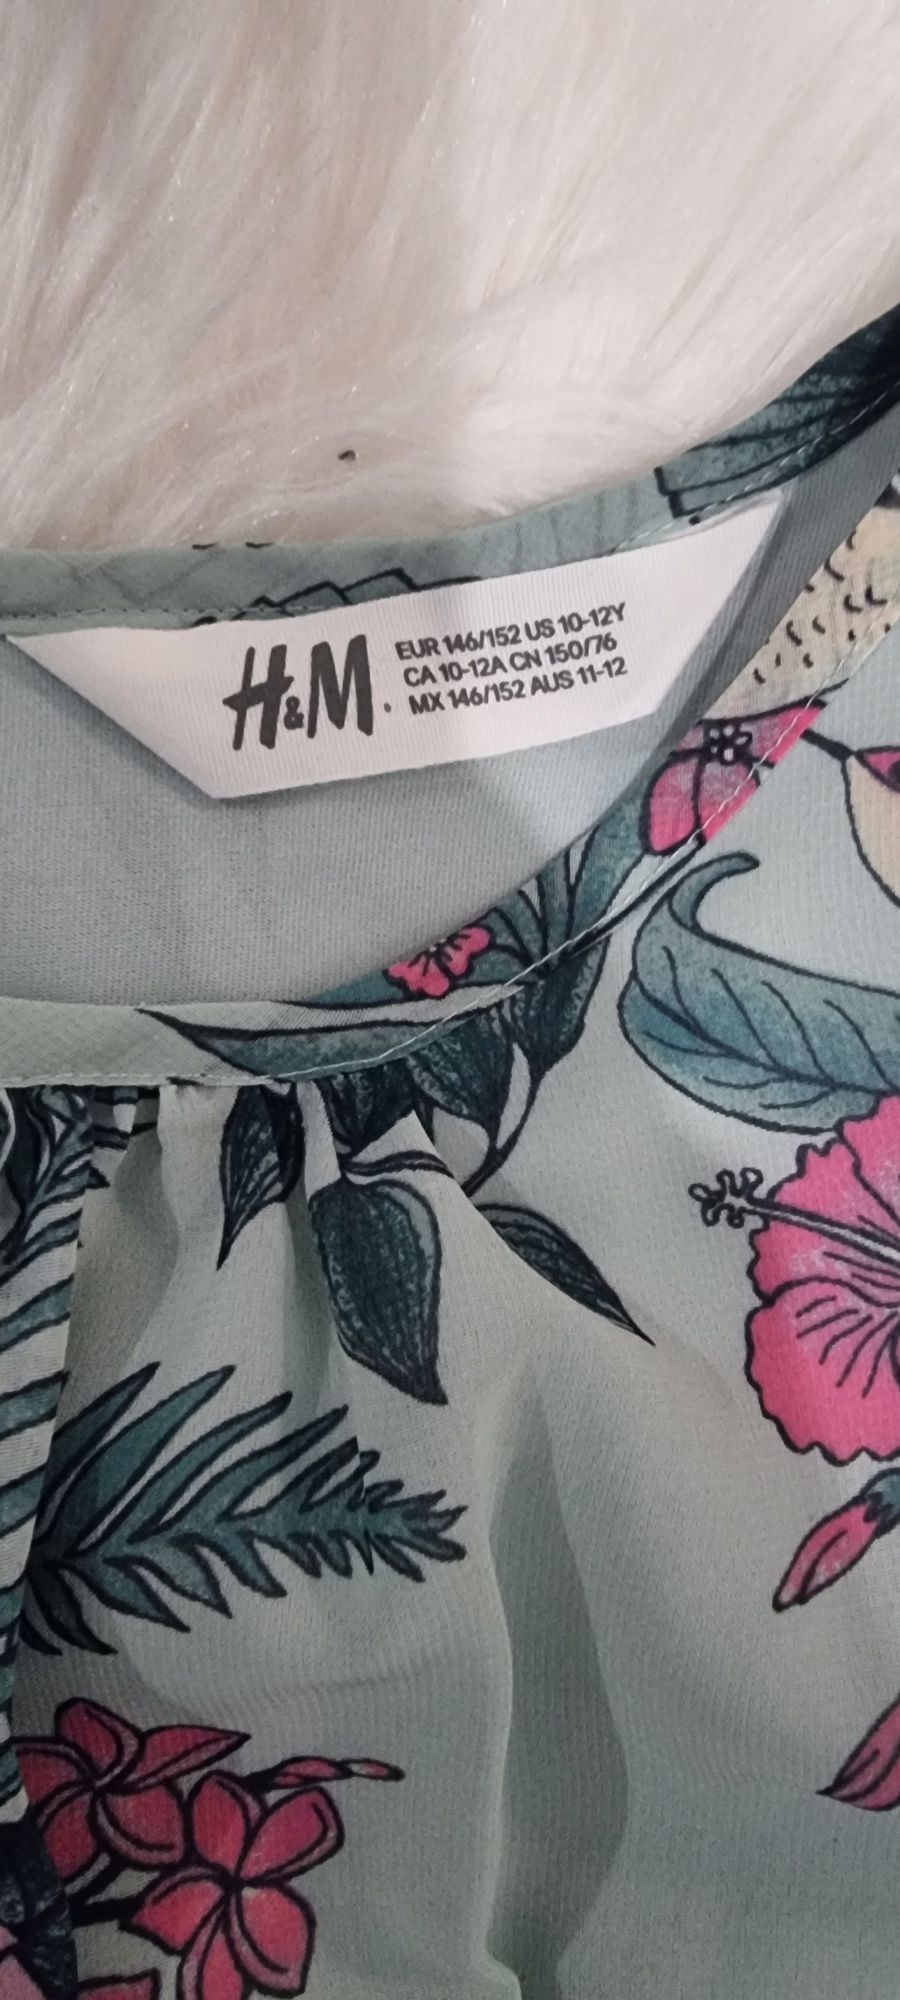 H&M
EUR 146/152 US 10-12Y
CA 10-12A CN 150/76
MX 146/152 AUS 11-12